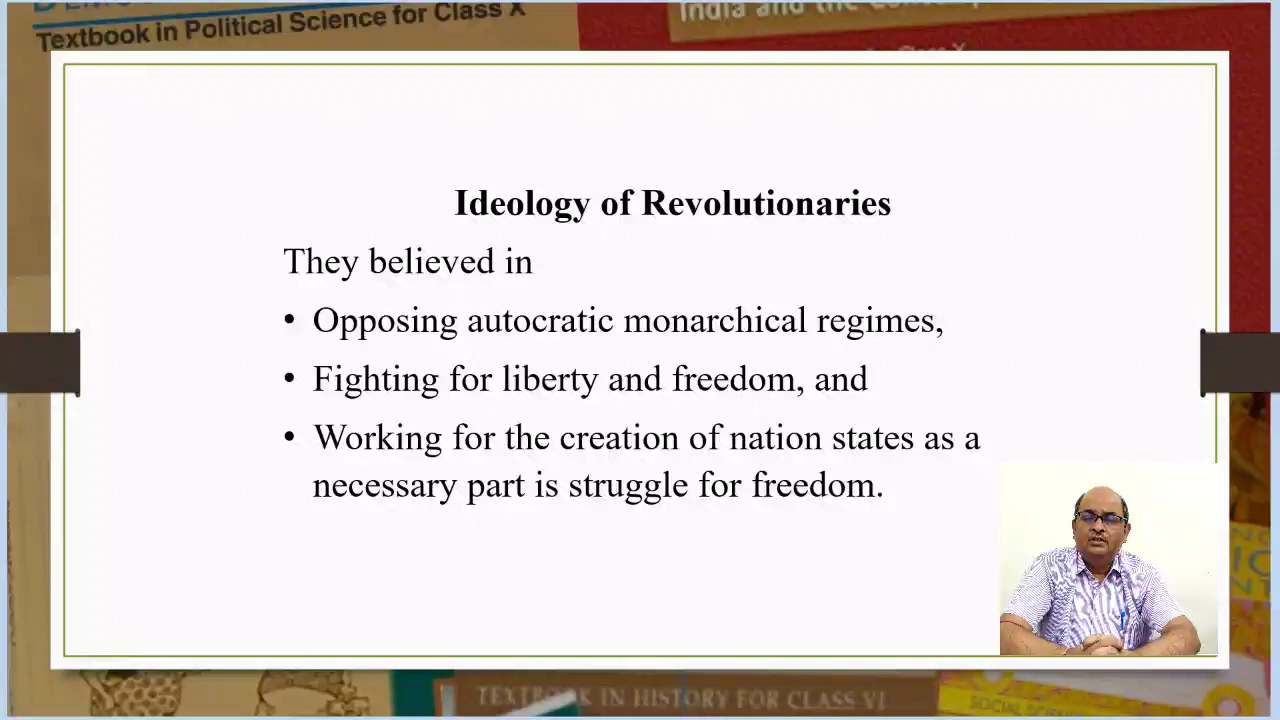 Textbook in Political Science for Class X
India and the
Ideology of Revolutionaries
They believed in
• Opposing autocratic monarchical regimes,
• Fighting for liberty and freedom, and
• Working for the creation of nation states as a
necessary part is struggle for freedom.
TEXTBOOK IN HISTORY FOR CLASS VI
SOCIAL SCIEN